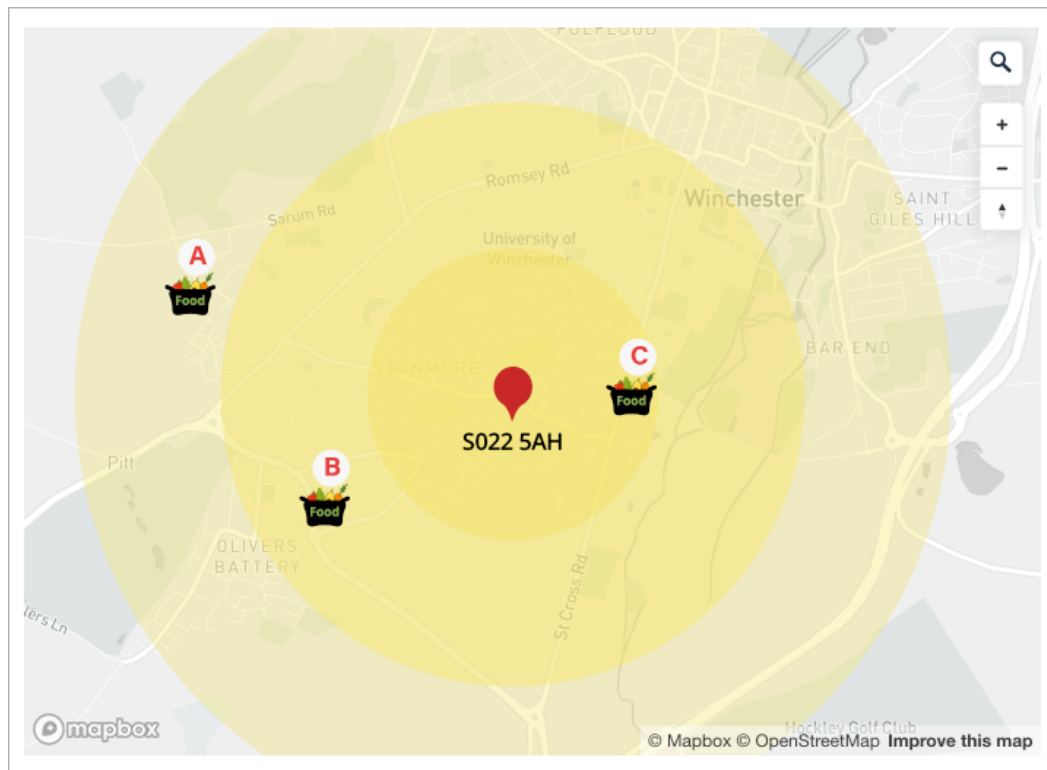 FULFLOOD
Romsey Rd
Winchester
SAINT
GILES HILL
Sarum Rd
University of
Winchester
A
Food
BAR END
C
STANMORE
Food
S022 5AH
Pitt
B
Food
OLIVERS
BATTERY
St Cross Rd
lers Ln
mapbox
Hockley Golf Club
© Mapbox © OpenStreetMap Improve this map